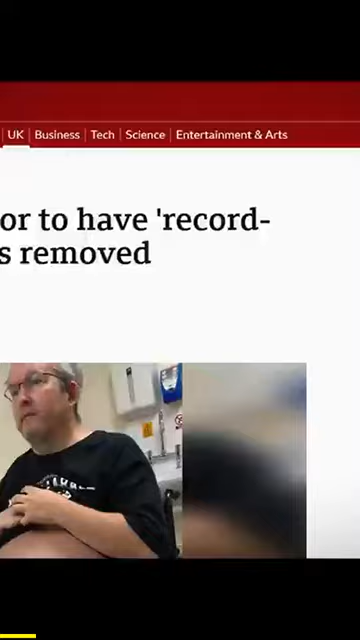 UK Business Tech Science Entertainment & Arts
or to have 'record-
s removed